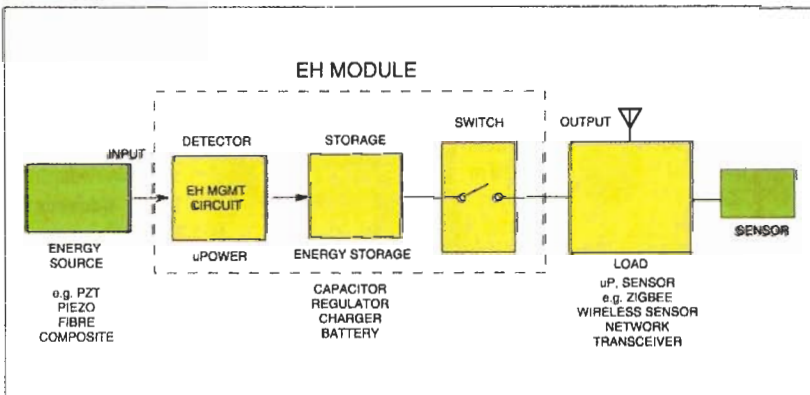 EH MODULE
INPUT
DETECTOR
EH MGMT
CIRCUIT
uPOWER
STORAGE
ENERGY STORAGE
CAPACITOR
REGULATOR
CHARGER
BATTERY
SWITCH
OUTPUT
ENERGY
SOURCE
e.g. PZT
PIEZO
FIBRE
COMPOSITE
LOAD
uP, SENSOR
e.g. ZIGBEE
WIRELESS SENSOR
NETWORK
TRANSCEIVER
SENSOR